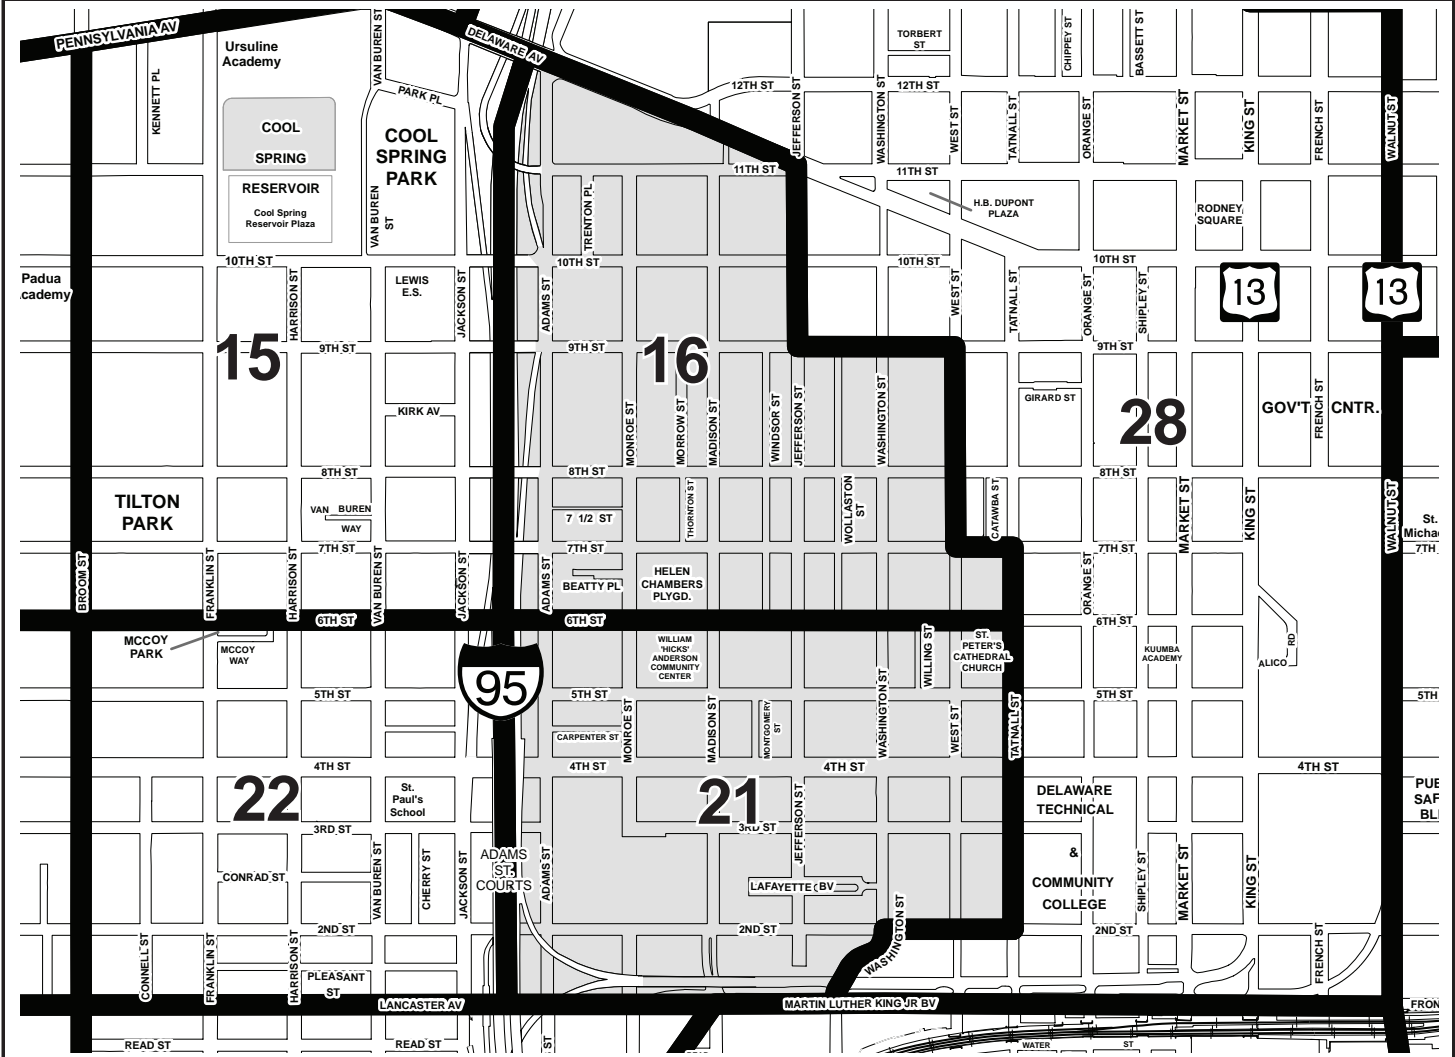 PENNSYLVANIA AV
Ursuline
Academy
VAN BUREN ST
DELAWARE AV
TORBERT
ST
CHIPPEY ST
BASSETT ST
KENNETT PL
PARK PL
12TH ST
12TH ST
JEFFERSON ST
WASHINGTON ST
WEST ST
TATNALL ST
ORANGE ST
MARKET ST
KING ST
FRENCH ST
WALNUT ST
COOL
SPRING
RESERVOIR
Cool Spring
Reservoir Plaza
COOL
SPRING
PARK
VAN BUREN
ST
TRENTON PL
11TH ST
11TH ST
H.B. DUPONT
PLAZA
RODNEY
SQUARE
10TH ST
10TH ST
10TH ST
10TH ST
Padua
cademy
HARRISON ST
LEWIS
E.S.
JACKSON ST
ADAMS ST
WEST ST
TATNALL ST
ORANGE ST
SHIPLEY ST
13
13
15
9TH ST
9TH ST
16
9TH ST
KIRK AV
MONROE ST
MORROW ST
MADISON ST
WINDSOR ST
JEFFERSON ST
WASHINGTON ST
GIRARD ST
28
GOV'T
FRENCH ST
CNTR.
8TH ST
8TH ST
8TH ST
TILTON
PARK
VAN BUREN
WAY
7 1/2 ST
THORNTON ST
WOLLASTON
ST
CATAWBA ST
MARKET ST
KING ST
WALNUT ST
St.
Michae
7TH ST
7TH ST
7TH ST
7TH
BROOM ST
FRANKLIN ST
HARRISON ST
VAN BUREN ST
JACKSON ST
ADAMS ST
BEATTY PL
HELEN
CHAMBERS
PLYGD.
ORANGE ST
6TH ST
6TH ST
6TH ST
MCCOY
PARK
MCCOY
WAY
WILLIAM
'HICKS'
ANDERSON
COMMUNITY
CENTER
WILLING ST
ST.
PETER'S
CATHEDRAL
CHURCH
KUUMBA
ACADEMY
ALICO
RD
95
5TH ST
5TH ST
5TH ST
5TH
CARPENTER ST
MONROE ST
MADISON ST
MONTGOMERY
ST
WASHINGTON ST
WEST ST
TATNALL ST
4TH ST
4TH ST
4TH ST
4TH ST
22
St.
Paul's
School
21
DELAWARE
TECHNICAL
&
COMMUNITY
COLLEGE
PUB
SAF
BL
3RD ST
3RD ST
JEFFERSON ST
ADAMS
ST.
COURTS
CONRAD ST
VAN BUREN ST
CHERRY ST
JACKSON ST
ADAMS ST
LAFAYETTE BV
SHIPLEY ST
MARKET ST
KING ST
2ND ST
2ND ST
2ND ST
WASHINGTON ST
CONNELL ST
FRANKLIN ST
HARRISON ST
PLEASANT
ST
FRENCH ST
LANCASTER AV
MARTIN LUTHER KING JR BV
FRON
READ ST
READ ST
ST
WATER ST